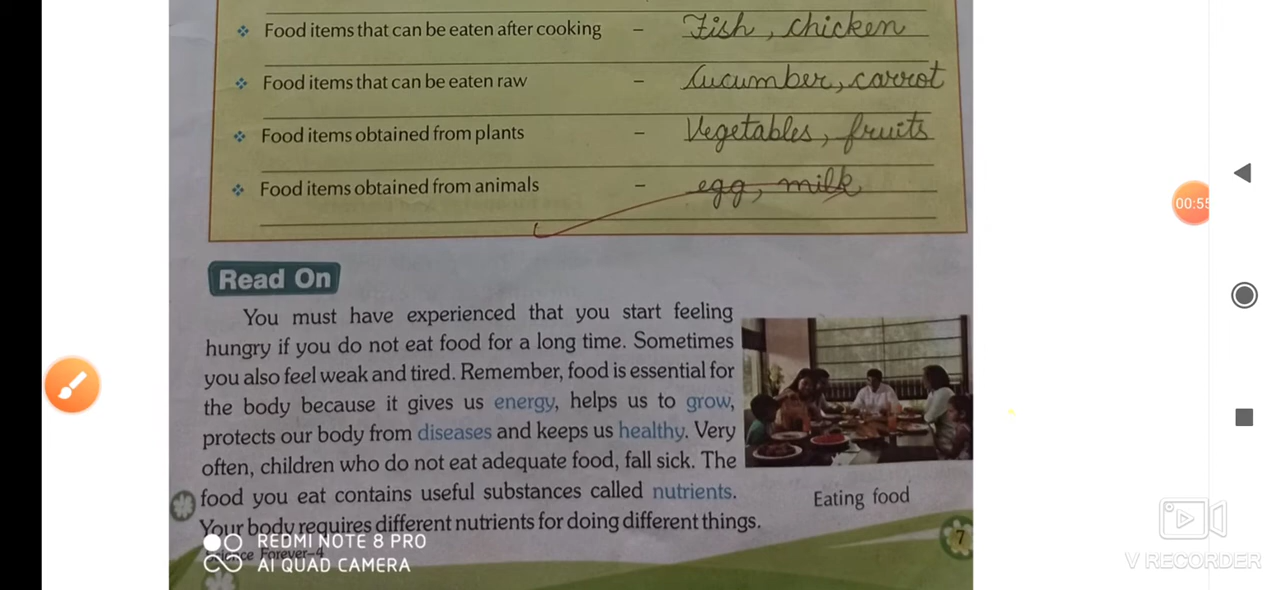 Food items that can be eaten after cooking – Fish, chicken
Food items that can be eaten raw – Cucumber, carrot
Food items obtained from plants – Vegetables, fruits
Food items obtained from animals – egg, milk
Read On
You must have experienced that you start feeling
hungry if you do not eat food for a long time. Sometimes
you also feel weak and tired. Remember, food is essential for
the body because it gives us energy, helps us to grow,
protects our body from diseases and keeps us healthy. Very
often, children who do not eat adequate food, fall sick. The
food you eat contains useful substances called nutrients.
Your body requires different nutrients for doing different things.
Eating food
Science Forever–4
7
REDMI NOTE 8 PRO
AI QUAD CAMERA
00:55
V RECORDER